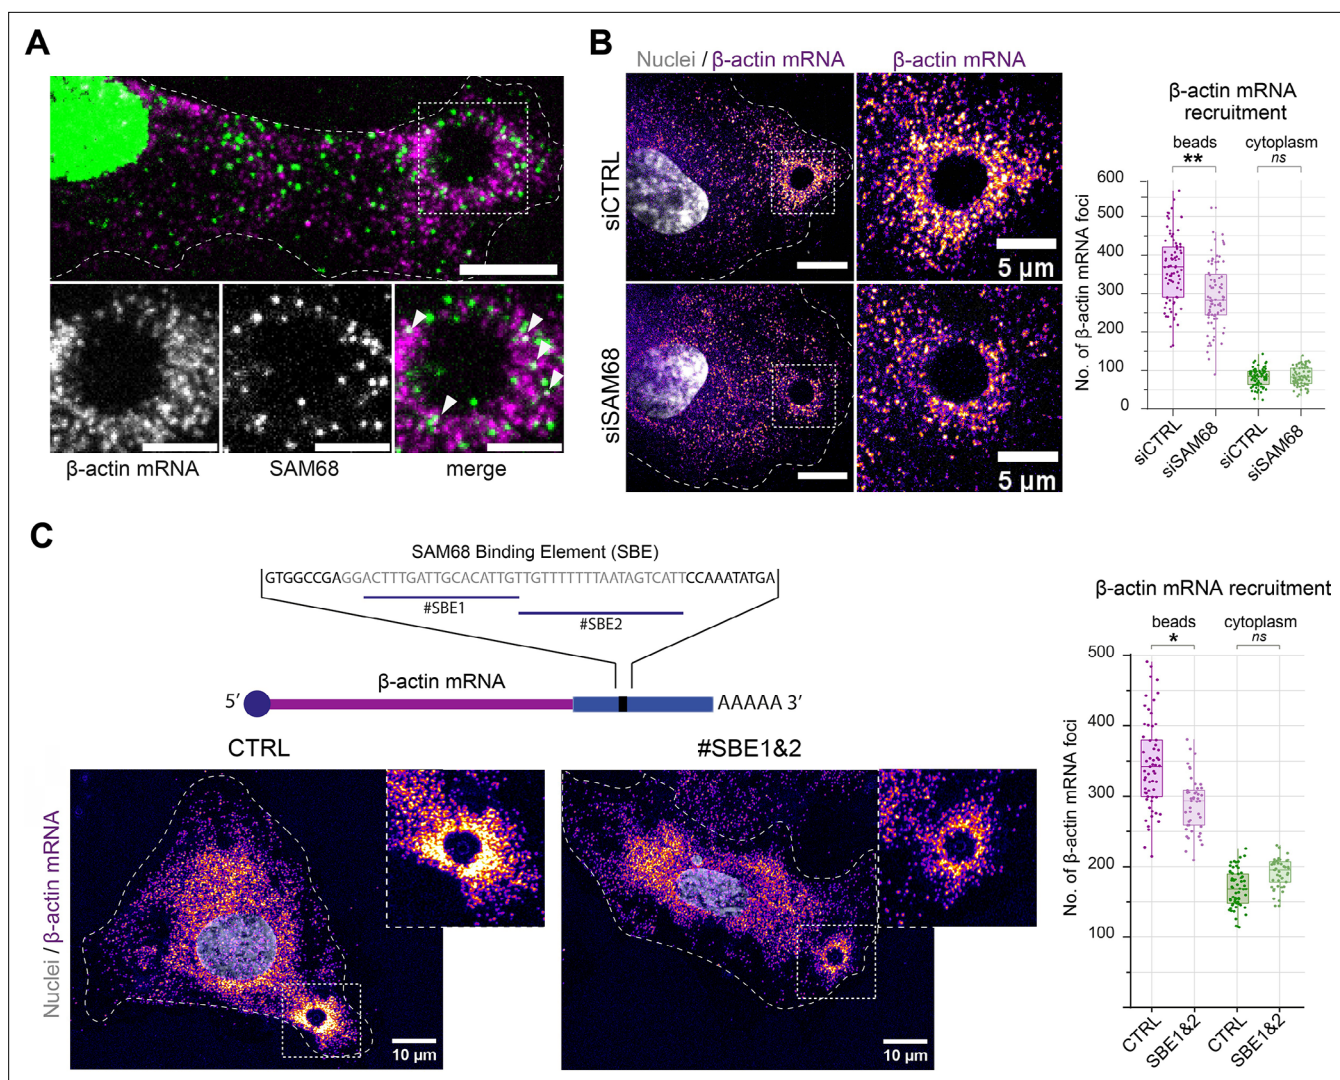 A
β-actin mRNA
SAM68
merge
B
Nuclei / β-actin mRNA
β-actin mRNA
siCTRL
5 µm
siSAM68
5 µm
β-actin mRNA
recruitment
beads
cytoplasm
**
ns
No. of β-actin mRNA foci
600
500
400
300
200
100
0
siCTRL
siSAM68
siCTRL
siSAM68
C
SAM68 Binding Element (SBE)
GTGGCCGAGGACTTTGATTGCACATTGTTGTTTTTTTAATAGTCATTCCAAATATGA
#SBE1
#SBE2
β-actin mRNA
5′
AAAAA 3′
CTRL
#SBE1&2
Nuclei / β-actin mRNA
10 µm
10 µm
β-actin mRNA recruitment
beads
cytoplasm
*
ns
No. of β-actin mRNA foci
500
400
300
200
100
CTRL
SBE1&2
CTRL
SBE1&2